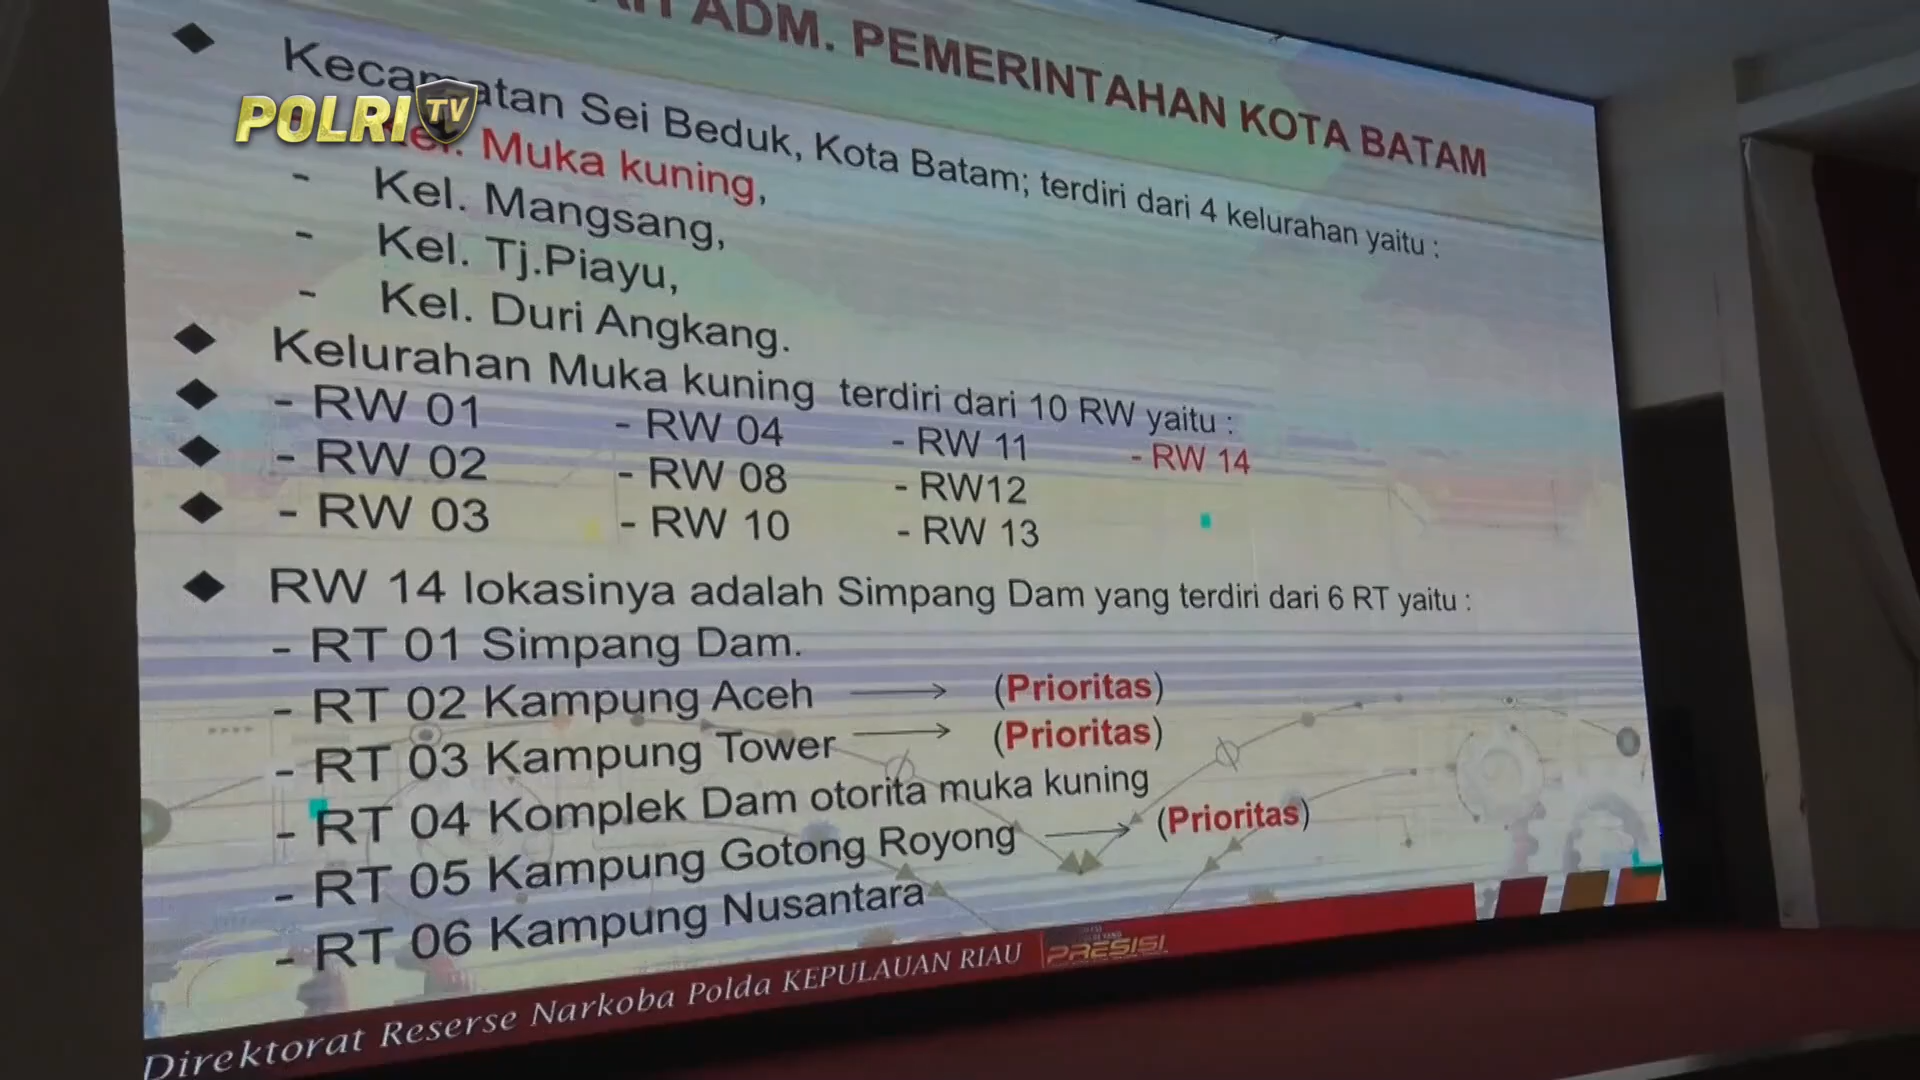 ADM. PEMERINTAHAN KOTA BATAM
POLRI TV
Kecamatan Sei Beduk, Kota Batam; terdiri dari 4 kelurahan yaitu :
Kel. Muka kuning,
- Kel. Mangsang,
- Kel. Tj.Piayu,
- Kel. Duri Angkang.
Kelurahan Muka kuning terdiri dari 10 RW yaitu :
- RW 01 - RW 04 - RW 11 - RW 14
- RW 02 - RW 08 - RW12
- RW 03 - RW 10 - RW 13
RW 14 lokasinya adalah Simpang Dam yang terdiri dari 6 RT yaitu :
- RT 01 Simpang Dam.
- RT 02 Kampung Aceh → (Prioritas)
- RT 03 Kampung Tower → (Prioritas)
- RT 04 Komplek Dam otorita muka kuning
- RT 05 Kampung Gotong Royong → (Prioritas)
- RT 06 Kampung Nusantara
Direktorat Reserse Narkoba Polda KEPULAUAN RIAU PRESISI